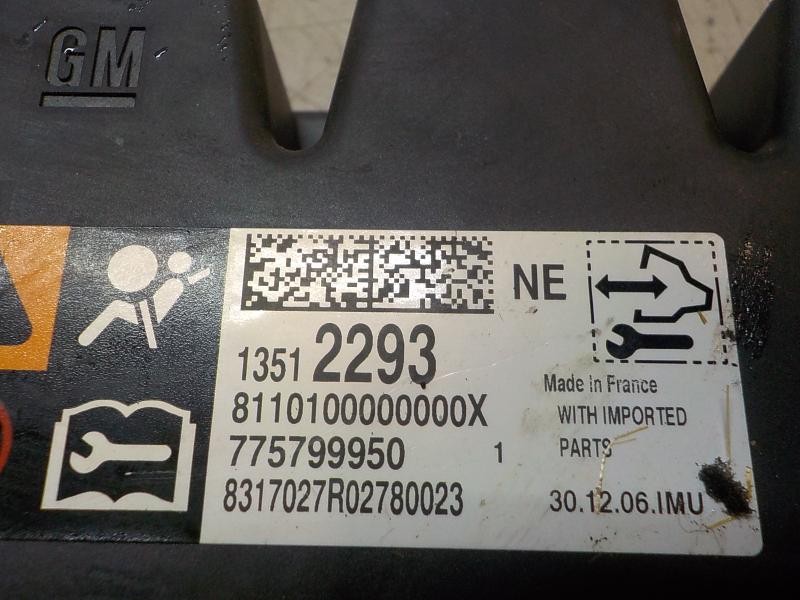 GM
NE
1351 2293
8110100000000X
775799950 1
8317027R02780023
Made in France
WITH IMPORTED
PARTS
30.12.06.IMU